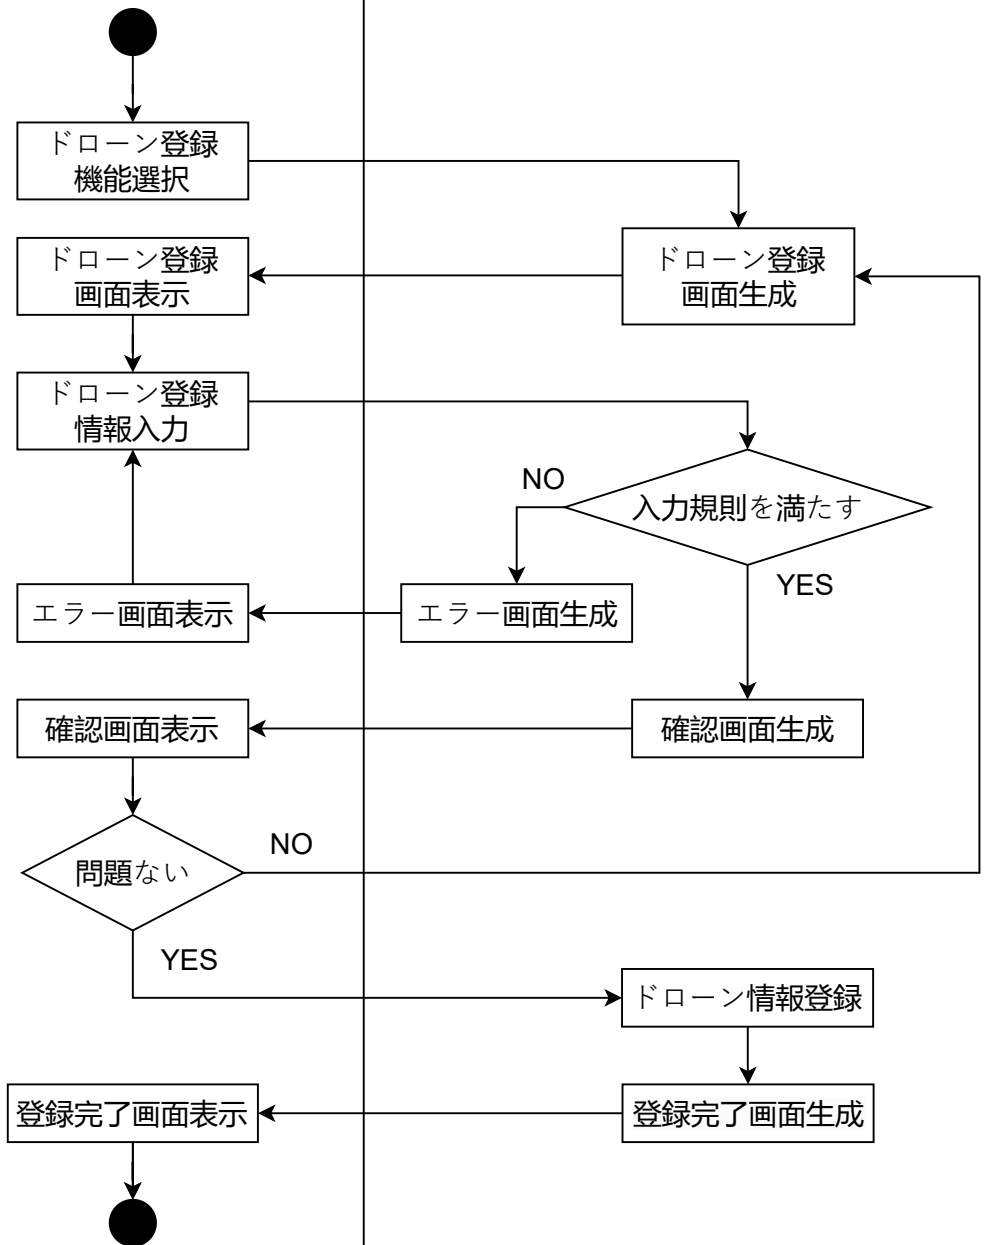 ドローン登録
機能選択
ドローン登録
画面表示
ドローン登録
画面生成
ドローン登録
情報入力
NO
入力規則を満たす
YES
エラー画面表示
エラー画面生成
確認画面表示
確認画面生成
NO
問題ない
YES
ドローン情報登録
登録完了画面表示
登録完了画面生成